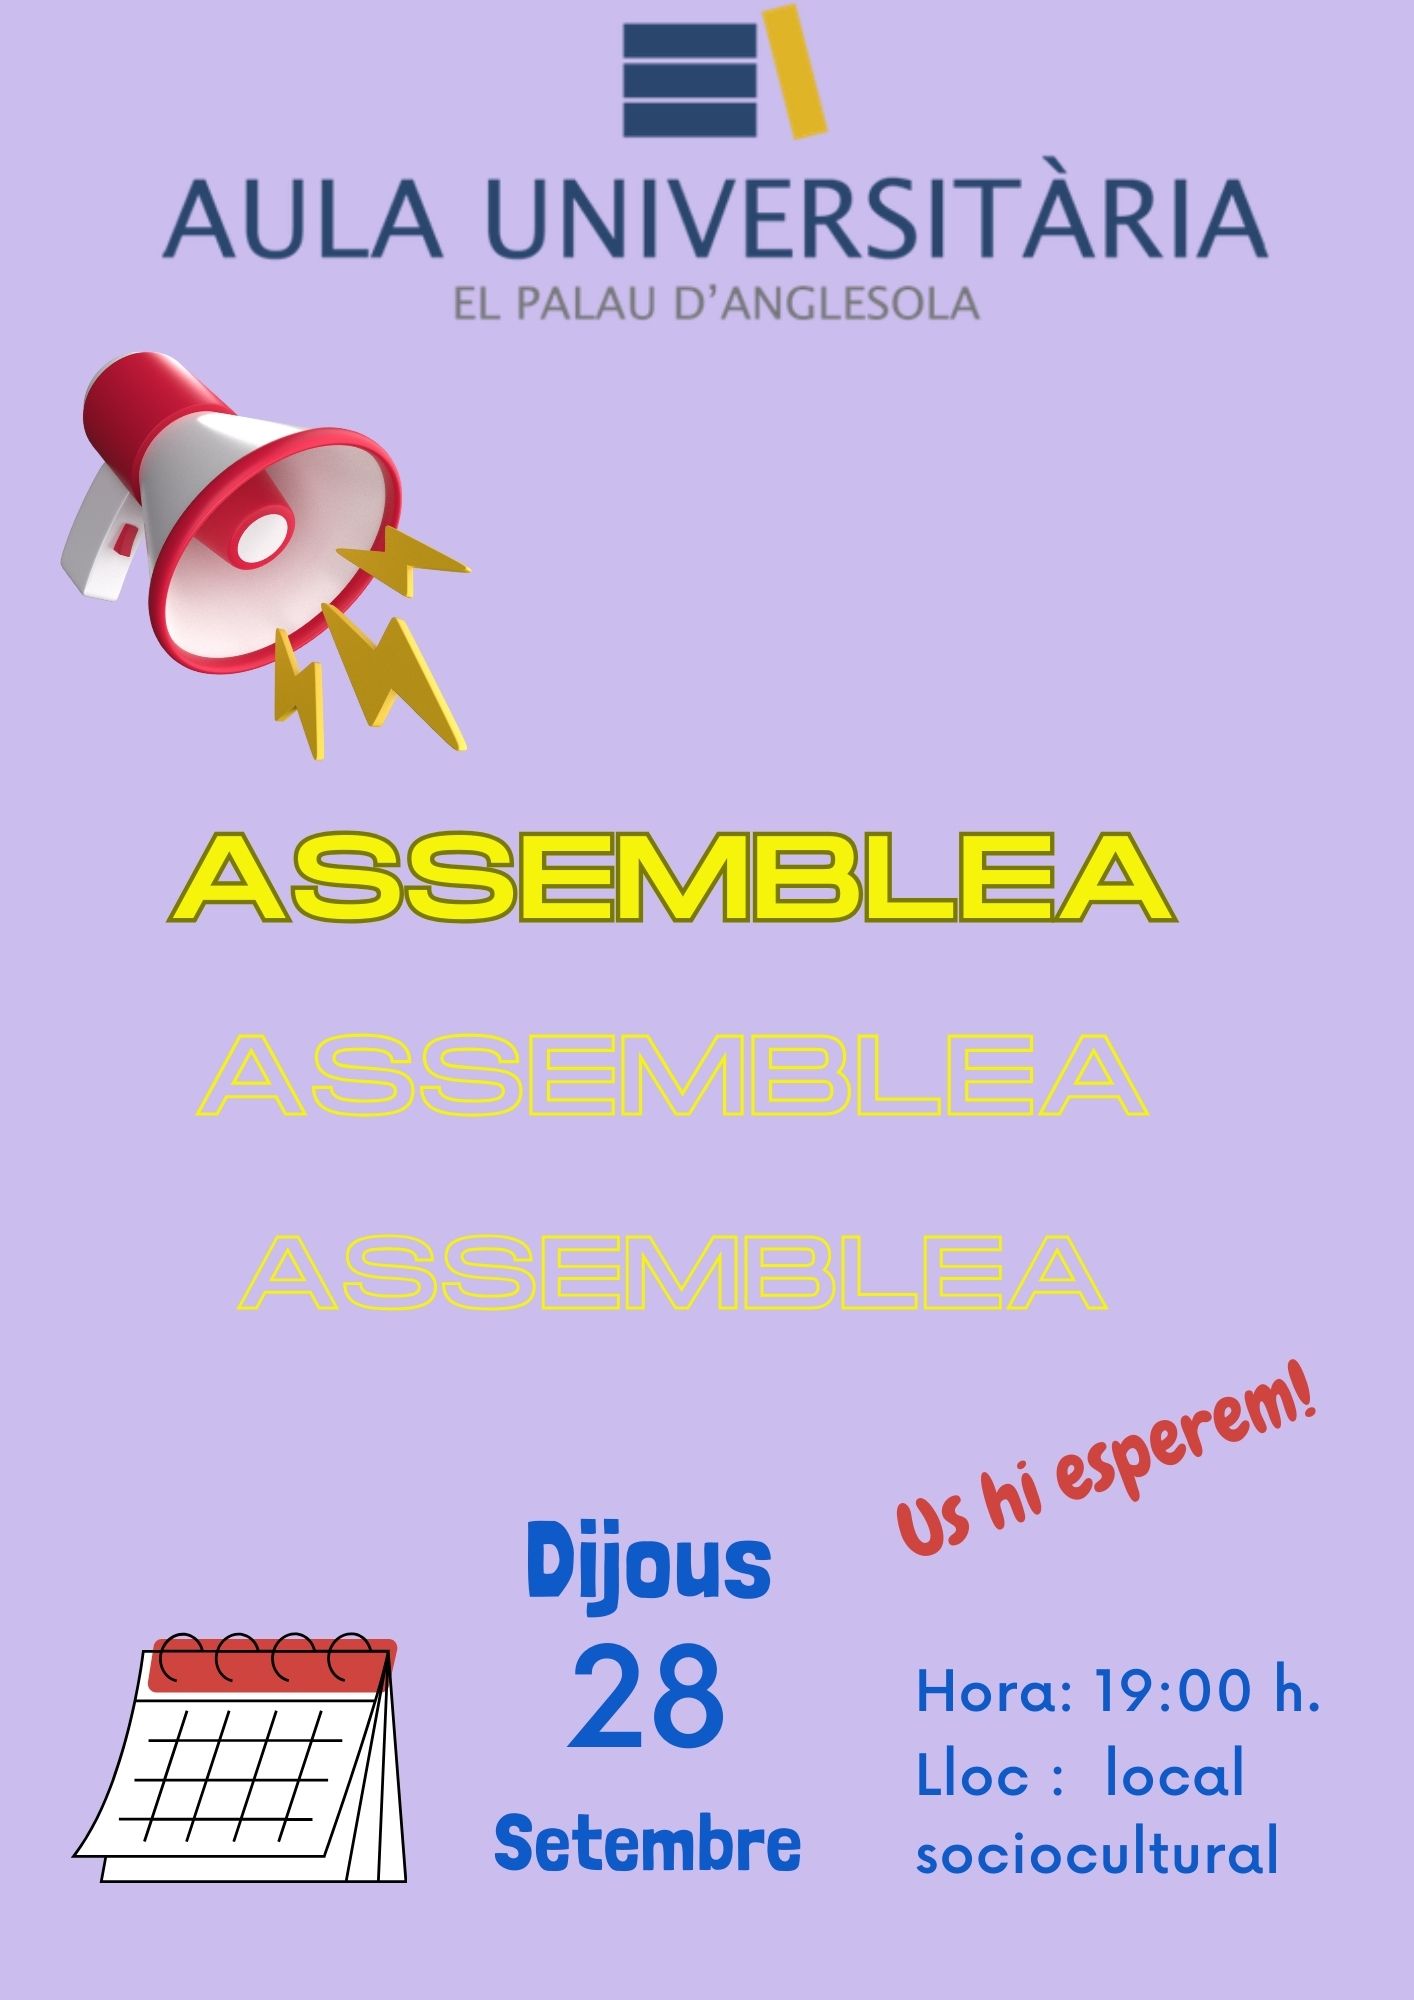 AULA UNIVERSITÀRIA
EL PALAU D'ANGLESOLA
ASSEMBLEA
ASSEMBLEA
ASSEMBLEA
Us hi esperem!
Dijous
28
Setembre
Hora: 19:00 h.
Lloc : local
sociocultural